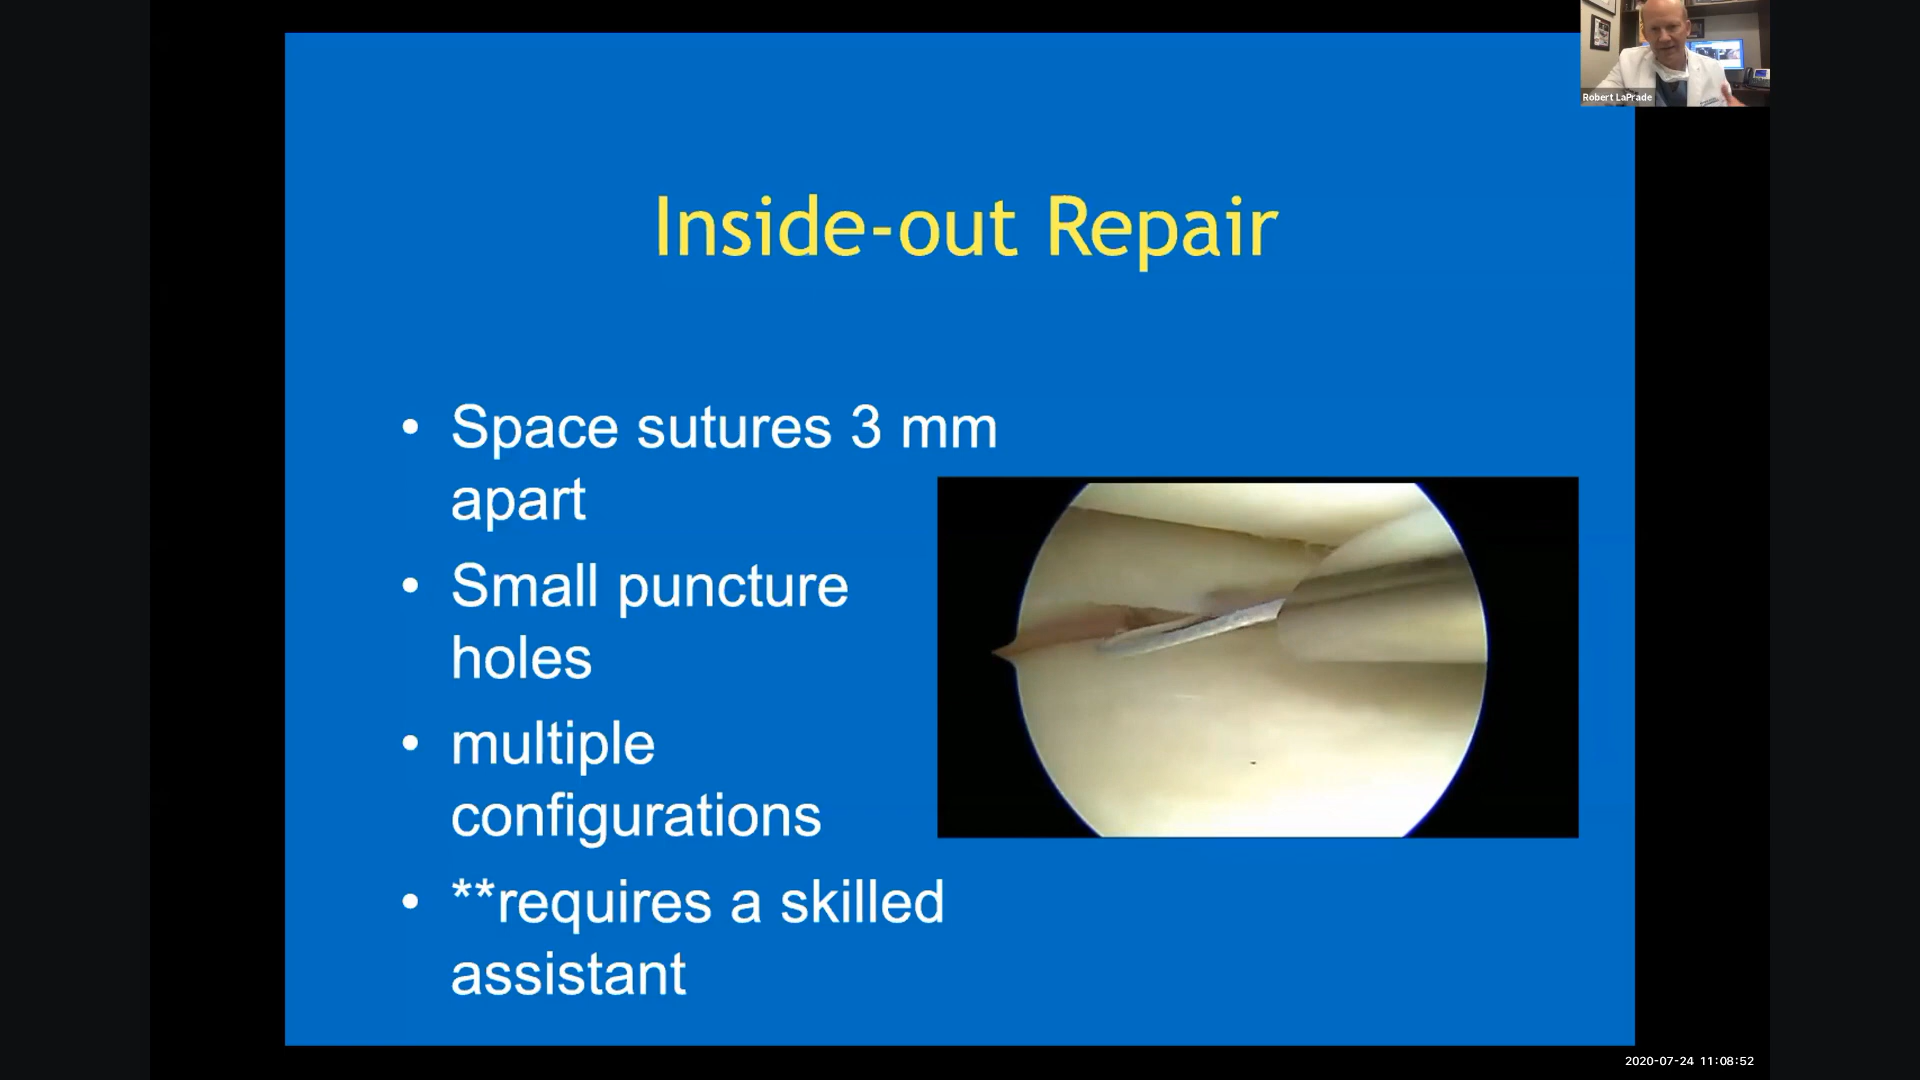 Robert LaPrade
Inside-out Repair
• Space sutures 3 mm
apart
• Small puncture
holes
• multiple
configurations
• **requires a skilled
assistant
2020-07-24 11:08:52